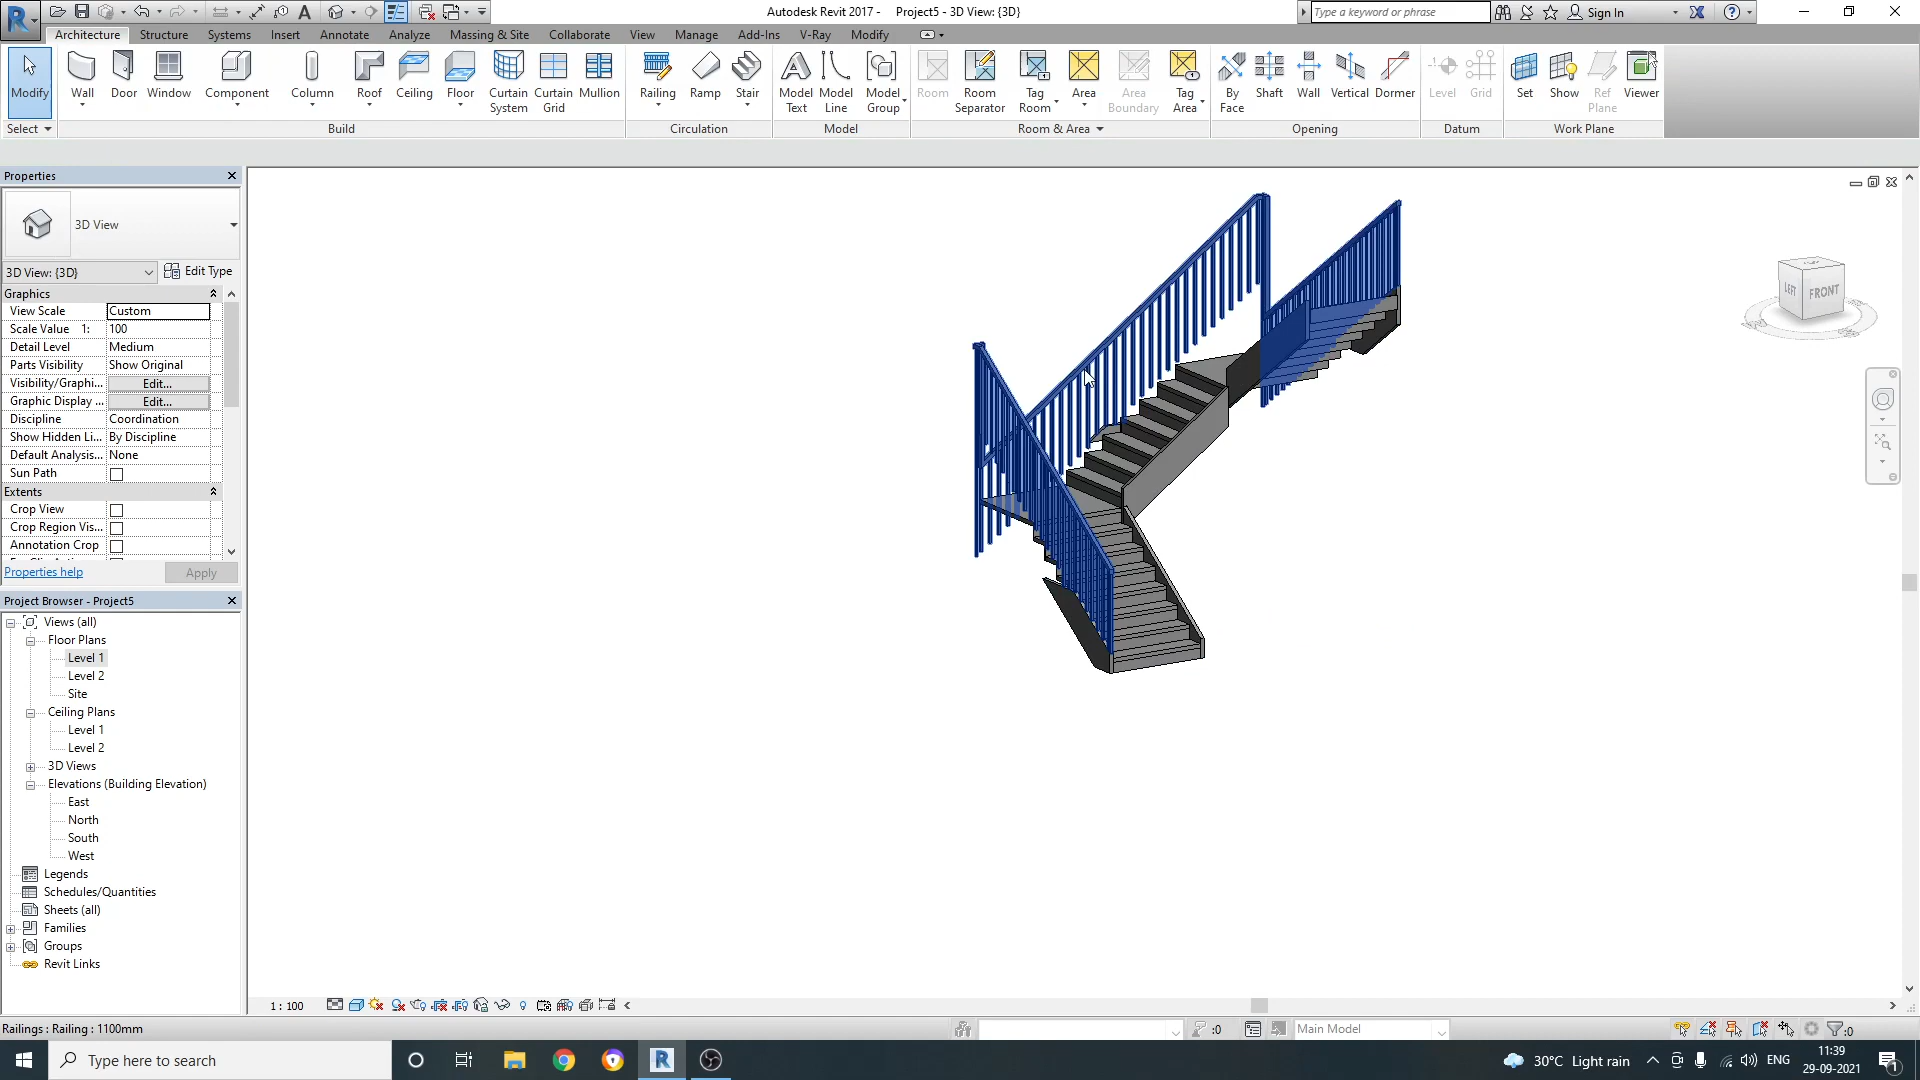 Autodesk Revit 2017 -     Project5 - 3D View: {3D}
Type a keyword or phrase
Sign In
Architecture Structure Systems Insert Annotate Analyze Massing & Site Collaborate View Manage Add-Ins V-Ray Modify
Modify Wall Door Window Component Column Roof Ceiling Floor Curtain System Curtain Grid Mullion Railing Ramp Stair Model Text Model Line Model Group Room Room Separator Tag Room Area Area Boundary Tag Area By Face Shaft Wall Vertical Dormer Level Grid Set Show Ref Plane Viewer
Select Build Circulation Model Room & Area Opening Datum Work Plane
Properties
3D View
3D View: {3D} Edit Type
Graphics
View Scale Custom
Scale Value 1: 100
Detail Level Medium
Parts Visibility Show Original
Visibility/Graphi... Edit...
Graphic Display ... Edit...
Discipline Coordination
Show Hidden Li... By Discipline
Default Analysis... None
Sun Path
Extents
Crop View
Crop Region Vis...
Annotation Crop
Properties help Apply
Project Browser - Project5
Views (all)
Floor Plans
Level 1
Level 2
Site
Ceiling Plans
Level 1
Level 2
3D Views
Elevations (Building Elevation)
East
North
South
West
Legends
Schedules/Quantities
Sheets (all)
Families
Groups
Revit Links
LEFT FRONT
1 : 100
Railings : Railing : 1100mm
:0
Main Model
:0
Type here to search
30°C Light rain
ENG
11:39
29-09-2021
1